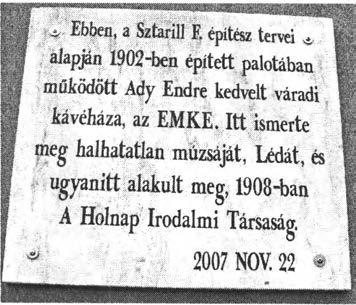 Ebben, a Sztarill F. építész tervei
alapján 1902-ben épített palotában
működött Ady Endre kedvelt váradi
kávéháza, az EMKE. Itt ismerte
meg halhatatlan múzsáját, Lédát, és
ugyanitt alakult meg, 1908-ban
A Holnap Irodalmi Társaság.
2007 NOV. 22